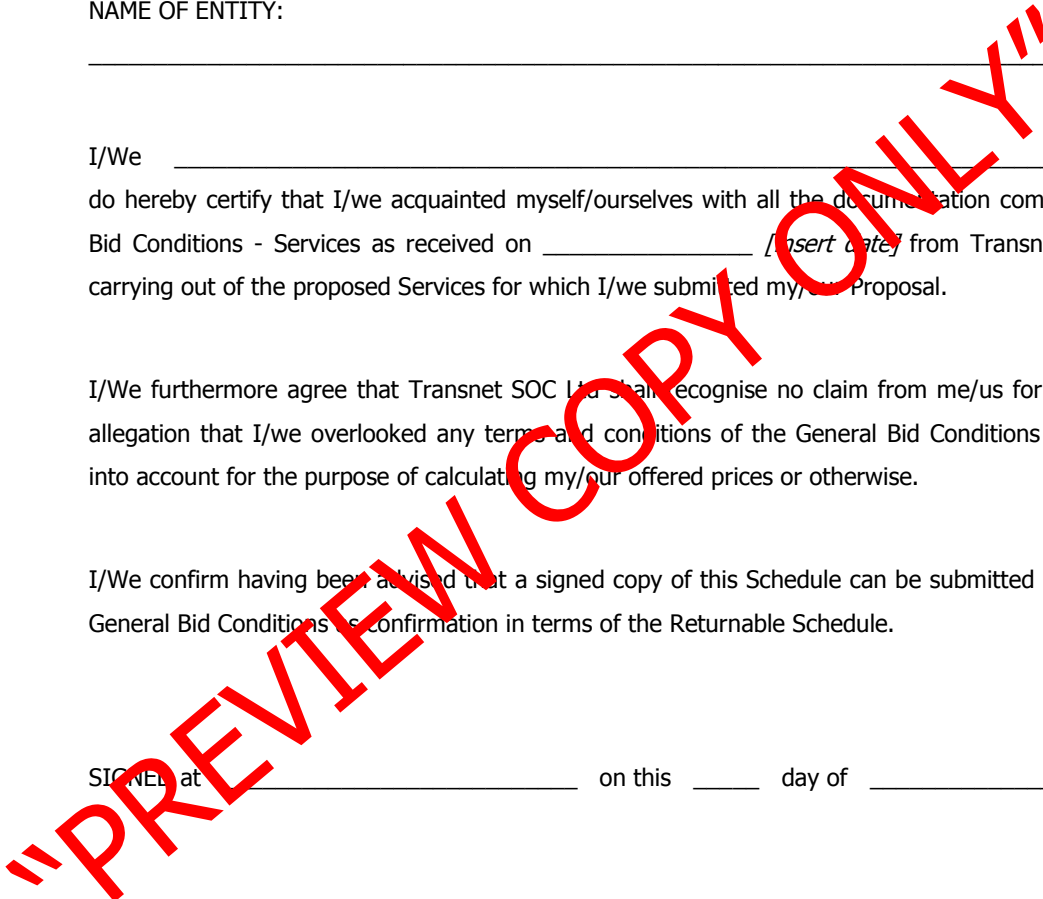 NAME OF ENTITY:
I/We
do hereby certify that I/we acquainted myself/ourselves with all the documentation com
Bid Conditions - Services as received on ________________ [insert date] from Transn
carrying out of the proposed Services for which I/we submitted my/our Proposal.
I/We furthermore agree that Transnet SOC Ltd shall recognise no claim from me/us for
allegation that I/we overlooked any terms and conditions of the General Bid Conditions
into account for the purpose of calculating my/our offered prices or otherwise.
I/We confirm having been advised that a signed copy of this Schedule can be submitted
General Bid Conditions as confirmation in terms of the Returnable Schedule.
SIGNED at ____________________________ on this _____ day of ______________
"PREVIEW COPY ONLY"